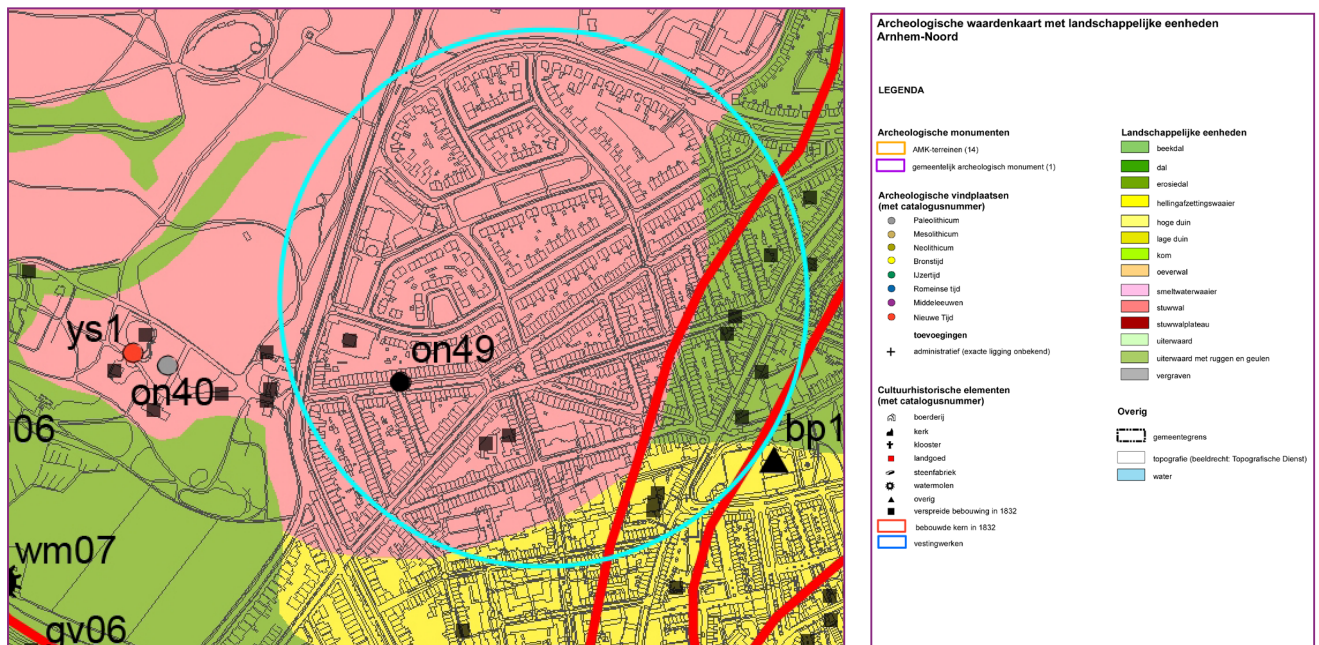 ys1
on40
on49
bp1
06
wm07
gv06
Archeologische waardenkaart met landschappelijke eenheden
Arnhem-Noord
LEGENDA
Archeologische monumenten
AMK-terreinen (14)
gemeentelijk archeologisch monument (1)
Archeologische vindplaatsen
(met catalogusnummer)
Paleolithicum
Mesolithicum
Neolithicum
Bronstijd
IJzertijd
Romeinse tijd
Middeleeuwen
Nieuwe Tijd
toevoegingen
administratief (exacte ligging onbekend)
Cultuurhistorische elementen
(met catalogusnummer)
boerderij
kerk
klooster
landgoed
steenfabriek
watermolen
overig
verspreide bebouwing in 1832
bebouwde kern in 1832
vestingwerken
Landschappelijke eenheden
beekdal
dal
erosiedal
hellingafzettingswaaier
hoge duin
lage duin
kom
oeverwal
smeltwaterwaaier
stuwwal
stuwwalplateau
uiterwaard
uiterwaard met ruggen en geulen
vergraven
Overig
gemeentegrens
topografie (beeldrecht: Topografische Dienst)
water